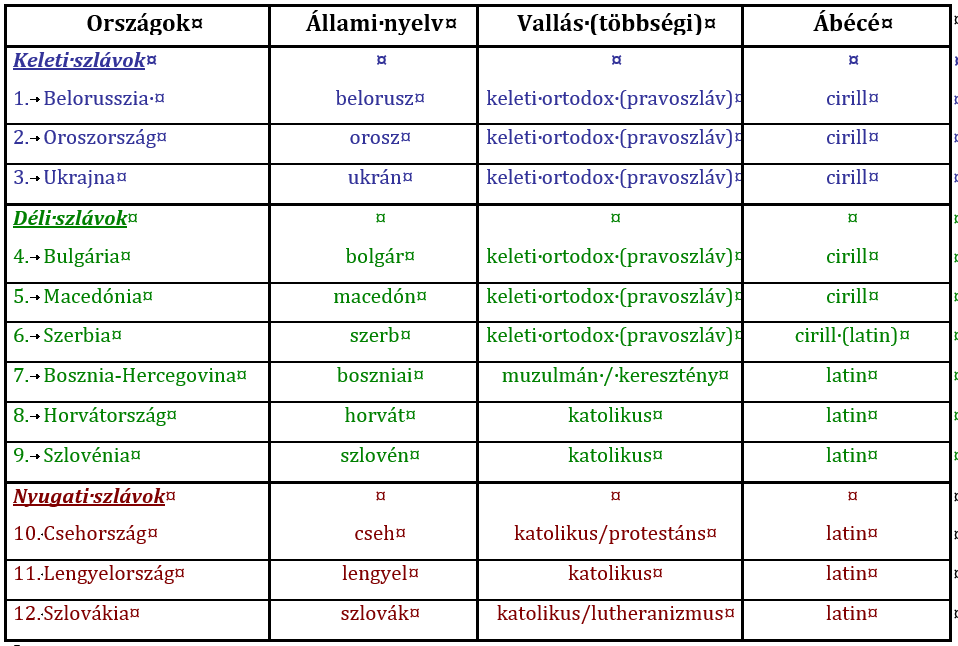 Országok Állami nyelv Vallás (többségi) Ábécé
Keleti szlávok
1. Belorusszia belorusz keleti ortodox (pravoszláv) cirill
2. Oroszország orosz keleti ortodox (pravoszláv) cirill
3. Ukrajna ukrán keleti ortodox (pravoszláv) cirill
Déli szlávok
4. Bulgária bolgár keleti ortodox (pravoszláv) cirill
5. Macedónia macedón keleti ortodox (pravoszláv) cirill
6. Szerbia szerb keleti ortodox (pravoszláv) cirill (latin)
7. Bosznia-Hercegovina boszniai muzulmán / keresztény latin
8. Horvátország horvát katolikus latin
9. Szlovénia szlovén katolikus latin
Nyugati szlávok
10. Csehország cseh katolikus/protestáns latin
11. Lengyelország lengyel katolikus latin
12. Szlovákia szlovák katolikus/lutheranizmus latin